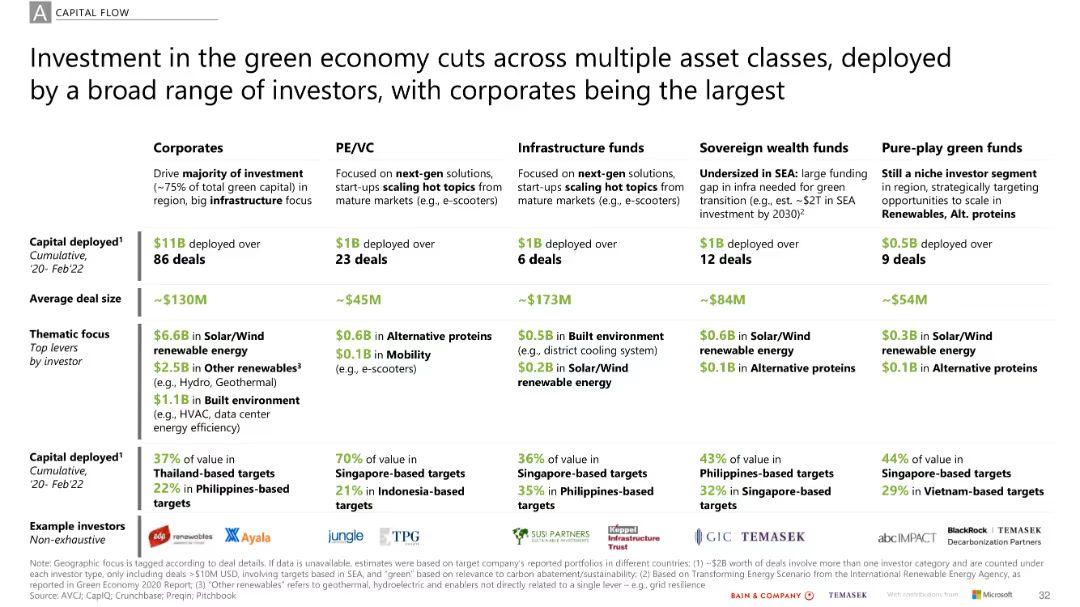 A CAPITAL FLOW
Investment in the green economy cuts across multiple asset classes, deployed
by a broad range of investors, with corporates being the largest
Corporates
PE/VC
Infrastructure funds
Sovereign wealth funds
Pure-play green funds
Drive majority of investment
(~75% of total green capital) in
region, big infrastructure focus
Focused on next-gen solutions,
start-ups scaling hot topics from
mature markets (e.g., e-scooters)
Focused on next-gen solutions,
start-ups scaling hot topics from
mature markets (e.g., e-scooters)
Undersized in SEA: large funding
gap in infra needed for green
transition (e.g., est. ~$2T in SEA
investment by 2030)2
Still a niche investor segment
in region, strategically targeting
opportunities to scale in
Renewables, Alt. proteins
Capital deployed1
Cumulative,
'20- Feb'22
$11B deployed over
86 deals
$1B deployed over
23 deals
$1B deployed over
6 deals
$1B deployed over
12 deals
$0.5B deployed over
9 deals
Average deal size
~$130M
~$45M
~$173M
~$84M
~$54M
Thematic focus
Top levers
by investor
$6.6B in Solar/Wind
renewable energy
$2.5B in Other renewables3
(e.g., Hydro, Geothermal)
$1.1B in Built environment
(e.g., HVAC, data center
energy efficiency)
$0.6B in Alternative proteins
$0.1B in Mobility
(e.g., e-scooters)
$0.5B in Built environment
(e.g., district cooling system)
$0.2B in Solar/Wind
renewable energy
$0.6B in Solar/Wind
renewable energy
$0.1B in Alternative proteins
$0.3B in Solar/Wind
renewable energy
$0.1B in Alternative proteins
Capital deployed1
Cumulative,
'20- Feb'22
37% of value in
Thailand-based targets
22% in Philippines-based
targets
70% of value in
Singapore-based targets
21% in Indonesia-based
targets
36% of value in
Singapore-based targets
35% in Philippines-based
targets
43% of value in
Philippines-based targets
32% in Singapore-based
targets
44% of value in
Singapore-based targets
29% in Vietnam-based targets
Example investors
Non-exhaustive
renewables
Ayala
jungle
TPG
SUSI PARTNERS
Keppel
Infrastructure
Trust
GIC TEMASEK
abcIMPACT
BlackRock | TEMASEK
Decarbonization Partners
Note: Geographic focus is tagged according to deal details. If data is unavailable, estimates were based on target company's reported portfolios in different countries; (1) ~$2B worth of deals involve more than one investor category and are counted under
each investor type, only including deals >$10M USD, involving targets based in SEA, and "green" based on relevance to carbon abatement/sustainability; (2) Based on Transforming Energy Scenario from the International Renewable Energy Agency, as
reported in Green Economy 2020 Report; (3) "Other renewables" refers to geothermal, hydroelectric and enablers not directly related to a single lever – e.g., grid resilience
Source: AVCJ; CapIQ; Crunchbase; Preqin; Pitchbook
BAIN & COMPANY
TEMASEK
With contributions from
Microsoft
32